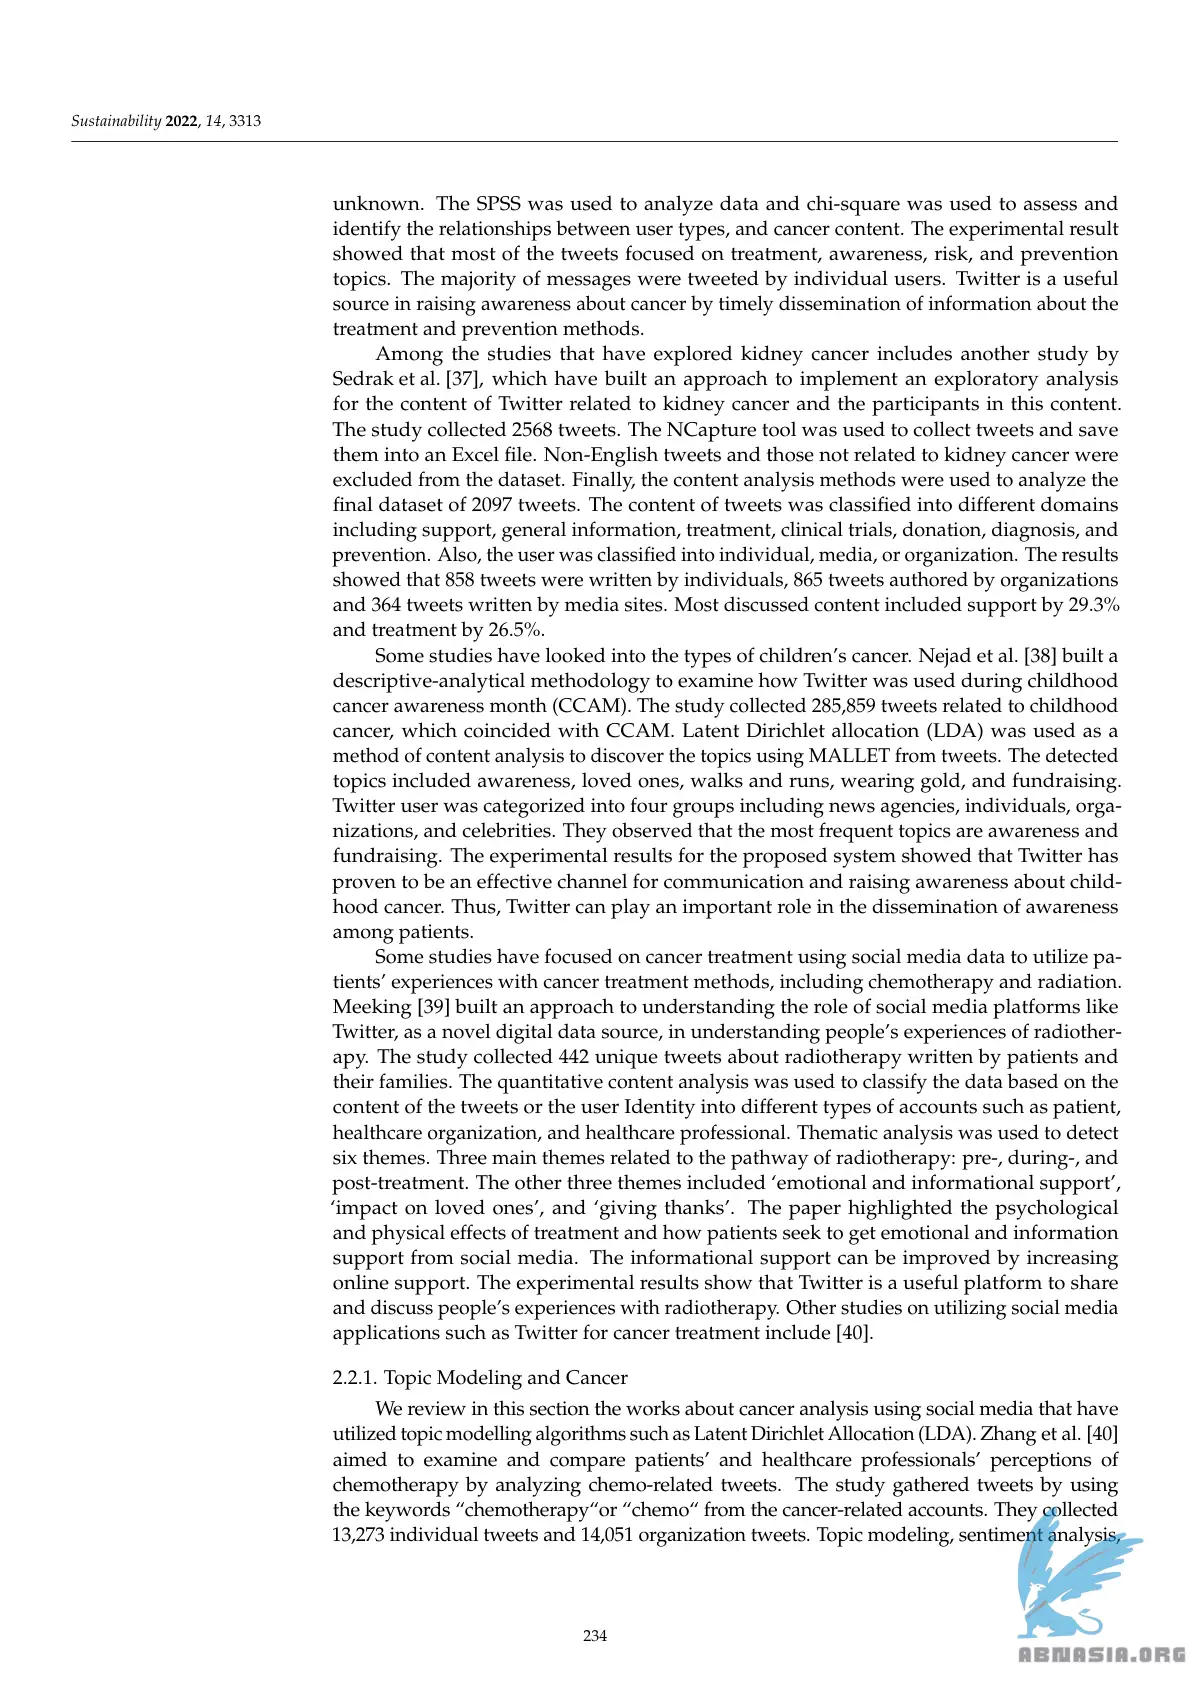 Sustainability 2022, 14, 3313
unknown. The SPSS was used to analyze data and chi-square was used to assess and
identify the relationships between user types, and cancer content. The experimental result
showed that most of the tweets focused on treatment, awareness, risk, and prevention
topics. The majority of messages were tweeted by individual users. Twitter is a useful
source in raising awareness about cancer by timely dissemination of information about the
treatment and prevention methods.
Among the studies that have explored kidney cancer includes another study by
Sedrak et al. [37], which have built an approach to implement an exploratory analysis
for the content of Twitter related to kidney cancer and the participants in this content.
The study collected 2568 tweets. The NCapture tool was used to collect tweets and save
them into an Excel file. Non-English tweets and those not related to kidney cancer were
excluded from the dataset. Finally, the content analysis methods were used to analyze the
final dataset of 2097 tweets. The content of tweets was classified into different domains
including support, general information, treatment, clinical trials, donation, diagnosis, and
prevention. Also, the user was classified into individual, media, or organization. The results
showed that 858 tweets were written by individuals, 865 tweets authored by organizations
and 364 tweets written by media sites. Most discussed content included support by 29.3%
and treatment by 26.5%.
Some studies have looked into the types of children’s cancer. Nejad et al. [38] built a
descriptive-analytical methodology to examine how Twitter was used during childhood
cancer awareness month (CCAM). The study collected 285,859 tweets related to childhood
cancer, which coincided with CCAM. Latent Dirichlet allocation (LDA) was used as a
method of content analysis to discover the topics using MALLET from tweets. The detected
topics included awareness, loved ones, walks and runs, wearing gold, and fundraising.
Twitter user was categorized into four groups including news agencies, individuals, orga-
nizations, and celebrities. They observed that the most frequent topics are awareness and
fundraising. The experimental results for the proposed system showed that Twitter has
proven to be an effective channel for communication and raising awareness about child-
hood cancer. Thus, Twitter can play an important role in the dissemination of awareness
among patients.
Some studies have focused on cancer treatment using social media data to utilize pa-
tients’ experiences with cancer treatment methods, including chemotherapy and radiation.
Meeking [39] built an approach to understanding the role of social media platforms like
Twitter, as a novel digital data source, in understanding people’s experiences of radiother-
apy. The study collected 442 unique tweets about radiotherapy written by patients and
their families. The quantitative content analysis was used to classify the data based on the
content of the tweets or the user Identity into different types of accounts such as patient,
healthcare organization, and healthcare professional. Thematic analysis was used to detect
six themes. Three main themes related to the pathway of radiotherapy: pre-, during-, and
post-treatment. The other three themes included ‘emotional and informational support’,
‘impact on loved ones’, and ‘giving thanks’. The paper highlighted the psychological
and physical effects of treatment and how patients seek to get emotional and information
support from social media. The informational support can be improved by increasing
online support. The experimental results show that Twitter is a useful platform to share
and discuss people’s experiences with radiotherapy. Other studies on utilizing social media
applications such as Twitter for cancer treatment include [40].
2.2.1. Topic Modeling and Cancer
We review in this section the works about cancer analysis using social media that have
utilized topic modelling algorithms such as Latent Dirichlet Allocation (LDA). Zhang et al. [40]
aimed to examine and compare patients’ and healthcare professionals’ perceptions of
chemotherapy by analyzing chemo-related tweets. The study gathered tweets by using
the keywords “chemotherapy“or “chemo“ from the cancer-related accounts. They collected
13,273 individual tweets and 14,051 organization tweets. Topic modeling, sentiment analysis,
234
ABNASIA.ORG